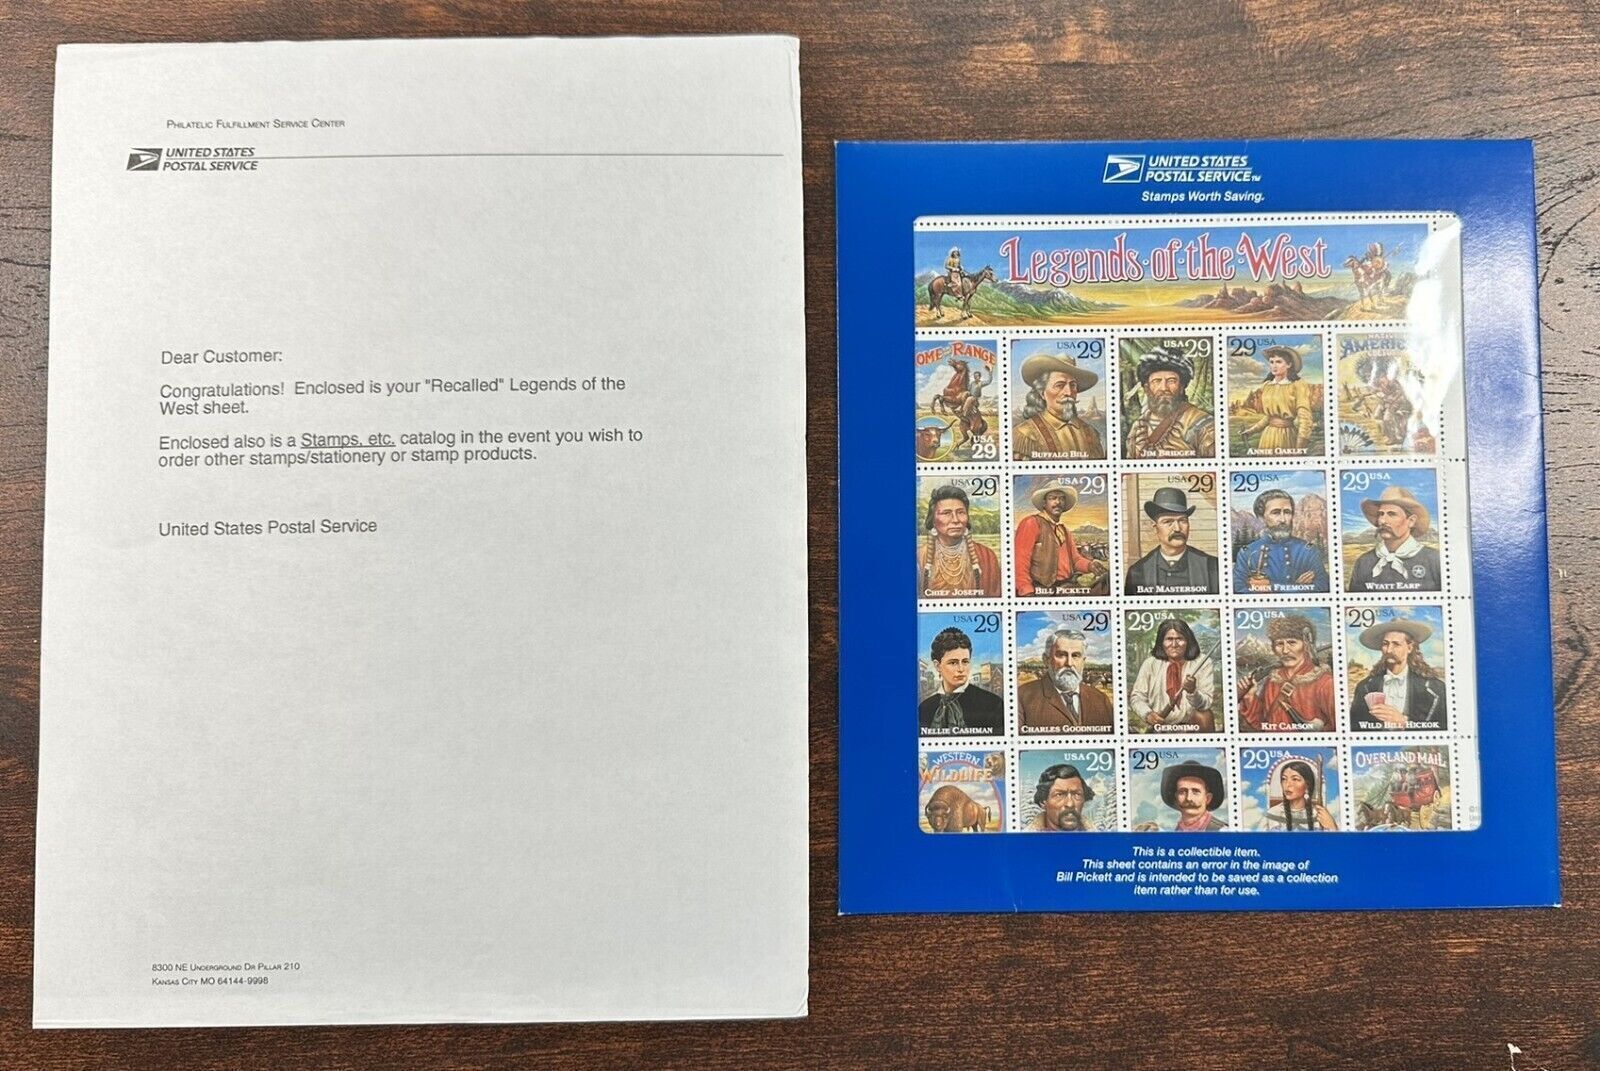 PHILATELIC FULFILLMENT SERVICE CENTER
UNITED STATES
POSTAL SERVICE
Dear Customer:
Congratulations! Enclosed is your "Recalled" Legends of the
West sheet.
Enclosed also is a Stamps, etc. catalog in the event you wish to
order other stamps/stationery or stamp products.
United States Postal Service
8300 NE UNDERGROUND DR PILLAR 210
KANSAS CITY MO 64144-9998
UNITED STATES
POSTAL SERVICE™
Stamps Worth Saving.
Legends·of·the·West
OME ON THE RANGE
USA
29
USA 29
BUFFALO BILL
USA 29
JIM BRIDGER
29 USA
ANNIE OAKLEY
AMERIC
USA 29
CHIEF JOSEPH
USA 29
BILL PICKETT
USA 29
BAT MASTERSON
29 USA
JOHN FREMONT
29 USA
WYATT EARP
USA 29
NELLIE CASHMAN
USA 29
CHARLES GOODNIGHT
29 USA
GERONIMO
29 USA
KIT CARSON
29 USA
WILD BILL HICKOK
WESTERN
WILDLIFE
USA 29
29 USA
29 USA
OVERLAND MAIL
This is a collectible item.
This sheet contains an error in the image of
Bill Pickett and is intended to be saved as a collection
item rather than for use.